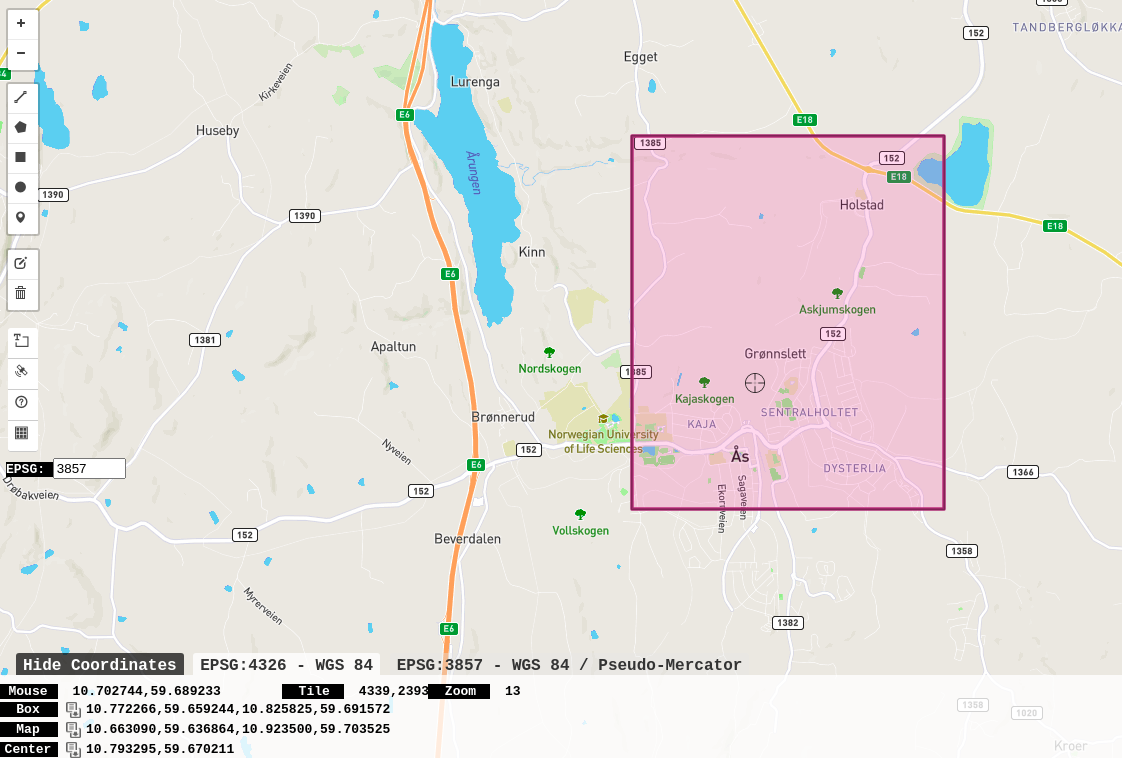 152
TANDBERGLØKKA
+
Egget
−
Kirkeveien
Lurenga
E6
E18
Huseby
1385
152
Årungen
E18
1390
Holstad
1390
E18
Kinn
E6
Askjumskogen
152
1381
Apaltun
Grønnslett
Nordskogen
1385
Kajaskogen
SENTRALHOLTET
Brønnerud
KAJA
Norwegian University
of Life Sciences
Nyveien
152
Ås
E6
DYSTERLIA
EPSG: 3857
1366
Drøbakveien
152
Ekornveien
Sagaveien
152
Vollskogen
Beverdalen
1358
Myrerveien
1382
E6
Hide Coordinates EPSG:4326 - WGS 84 EPSG:3857 - WGS 84 / Pseudo-Mercator
Mouse 10.702744,59.689233 Tile 4339,2393 Zoom 13
Box 10.772266,59.659244,10.825825,59.691572
1358
1020
Map 10.663090,59.636864,10.923500,59.703525
Center 10.793295,59.670211
Kroer